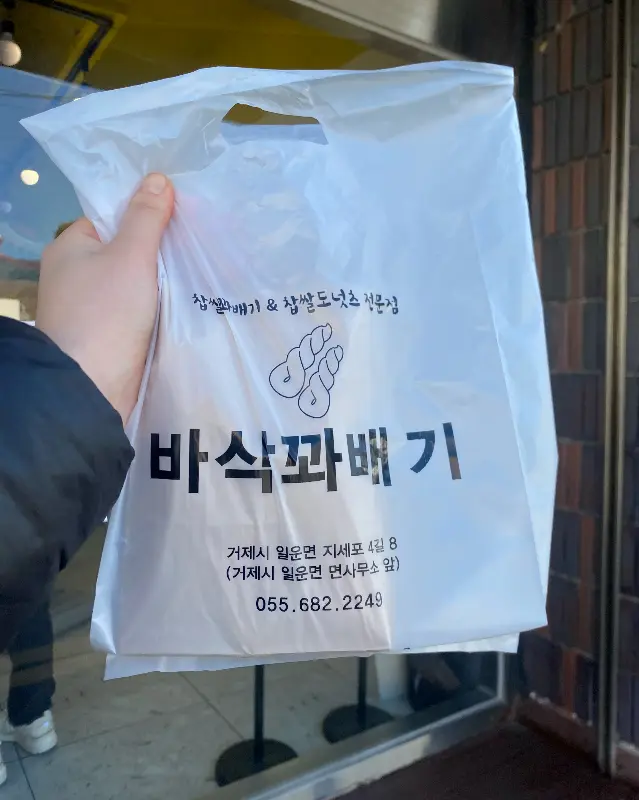 찹쌀꽈배기 & 찹쌀도넛츠 전문점
바삭꽈배기
거제시 일운면 지세포 4길 8
(거제시 일운면 면사무소 앞)
055.682.2249